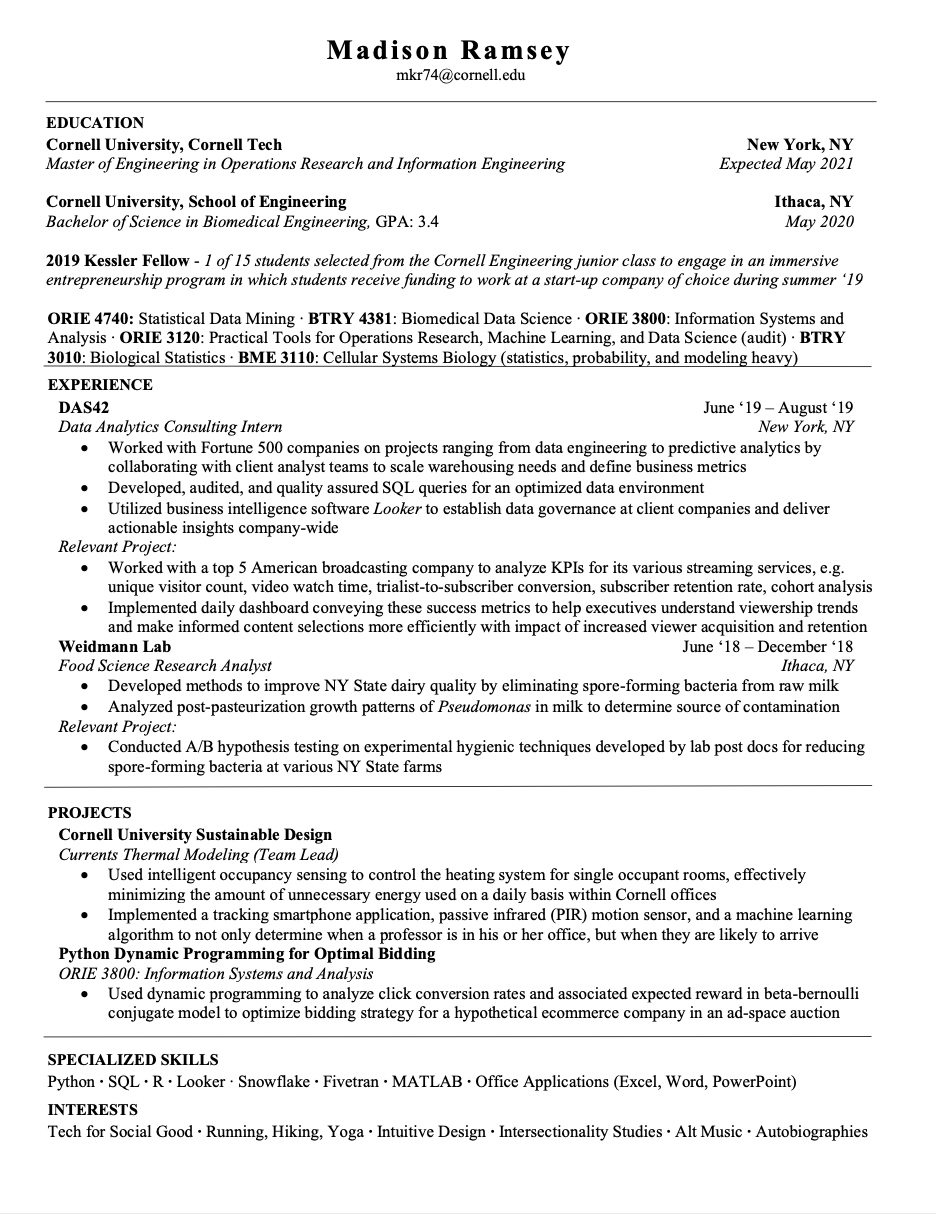 Madison Ramsey
mkr74@cornell.edu
EDUCATION
Cornell University, Cornell Tech New York, NY
Master of Engineering in Operations Research and Information Engineering Expected May 2021
Cornell University, School of Engineering Ithaca, NY
Bachelor of Science in Biomedical Engineering, GPA: 3.4 May 2020
2019 Kessler Fellow - 1 of 15 students selected from the Cornell Engineering junior class to engage in an immersive
entrepreneurship program in which students receive funding to work at a start-up company of choice during summer ‘19
ORIE 4740: Statistical Data Mining · BTRY 4381: Biomedical Data Science · ORIE 3800: Information Systems and
Analysis · ORIE 3120: Practical Tools for Operations Research, Machine Learning, and Data Science (audit) · BTRY
3010: Biological Statistics · BME 3110: Cellular Systems Biology (statistics, probability, and modeling heavy)
EXPERIENCE
DAS42 June ‘19 – August ‘19
Data Analytics Consulting Intern New York, NY
• Worked with Fortune 500 companies on projects ranging from data engineering to predictive analytics by
collaborating with client analyst teams to scale warehousing needs and define business metrics
• Developed, audited, and quality assured SQL queries for an optimized data environment
• Utilized business intelligence software Looker to establish data governance at client companies and deliver
actionable insights company-wide
Relevant Project:
• Worked with a top 5 American broadcasting company to analyze KPIs for its various streaming services, e.g.
unique visitor count, video watch time, trialist-to-subscriber conversion, subscriber retention rate, cohort analysis
• Implemented daily dashboard conveying these success metrics to help executives understand viewership trends
and make informed content selections more efficiently with impact of increased viewer acquisition and retention
Weidmann Lab June ‘18 – December ‘18
Food Science Research Analyst Ithaca, NY
• Developed methods to improve NY State dairy quality by eliminating spore-forming bacteria from raw milk
• Analyzed post-pasteurization growth patterns of Pseudomonas in milk to determine source of contamination
Relevant Project:
• Conducted A/B hypothesis testing on experimental hygienic techniques developed by lab post docs for reducing
spore-forming bacteria at various NY State farms
PROJECTS
Cornell University Sustainable Design
Currents Thermal Modeling (Team Lead)
• Used intelligent occupancy sensing to control the heating system for single occupant rooms, effectively
minimizing the amount of unnecessary energy used on a daily basis within Cornell offices
• Implemented a tracking smartphone application, passive infrared (PIR) motion sensor, and a machine learning
algorithm to not only determine when a professor is in his or her office, but when they are likely to arrive
Python Dynamic Programming for Optimal Bidding
ORIE 3800: Information Systems and Analysis
• Used dynamic programming to analyze click conversion rates and associated expected reward in beta-bernoulli
conjugate model to optimize bidding strategy for a hypothetical ecommerce company in an ad-space auction
SPECIALIZED SKILLS
Python · SQL · R · Looker · Snowflake · Fivetran · MATLAB · Office Applications (Excel, Word, PowerPoint)
INTERESTS
Tech for Social Good · Running, Hiking, Yoga · Intuitive Design · Intersectionality Studies · Alt Music · Autobiographies